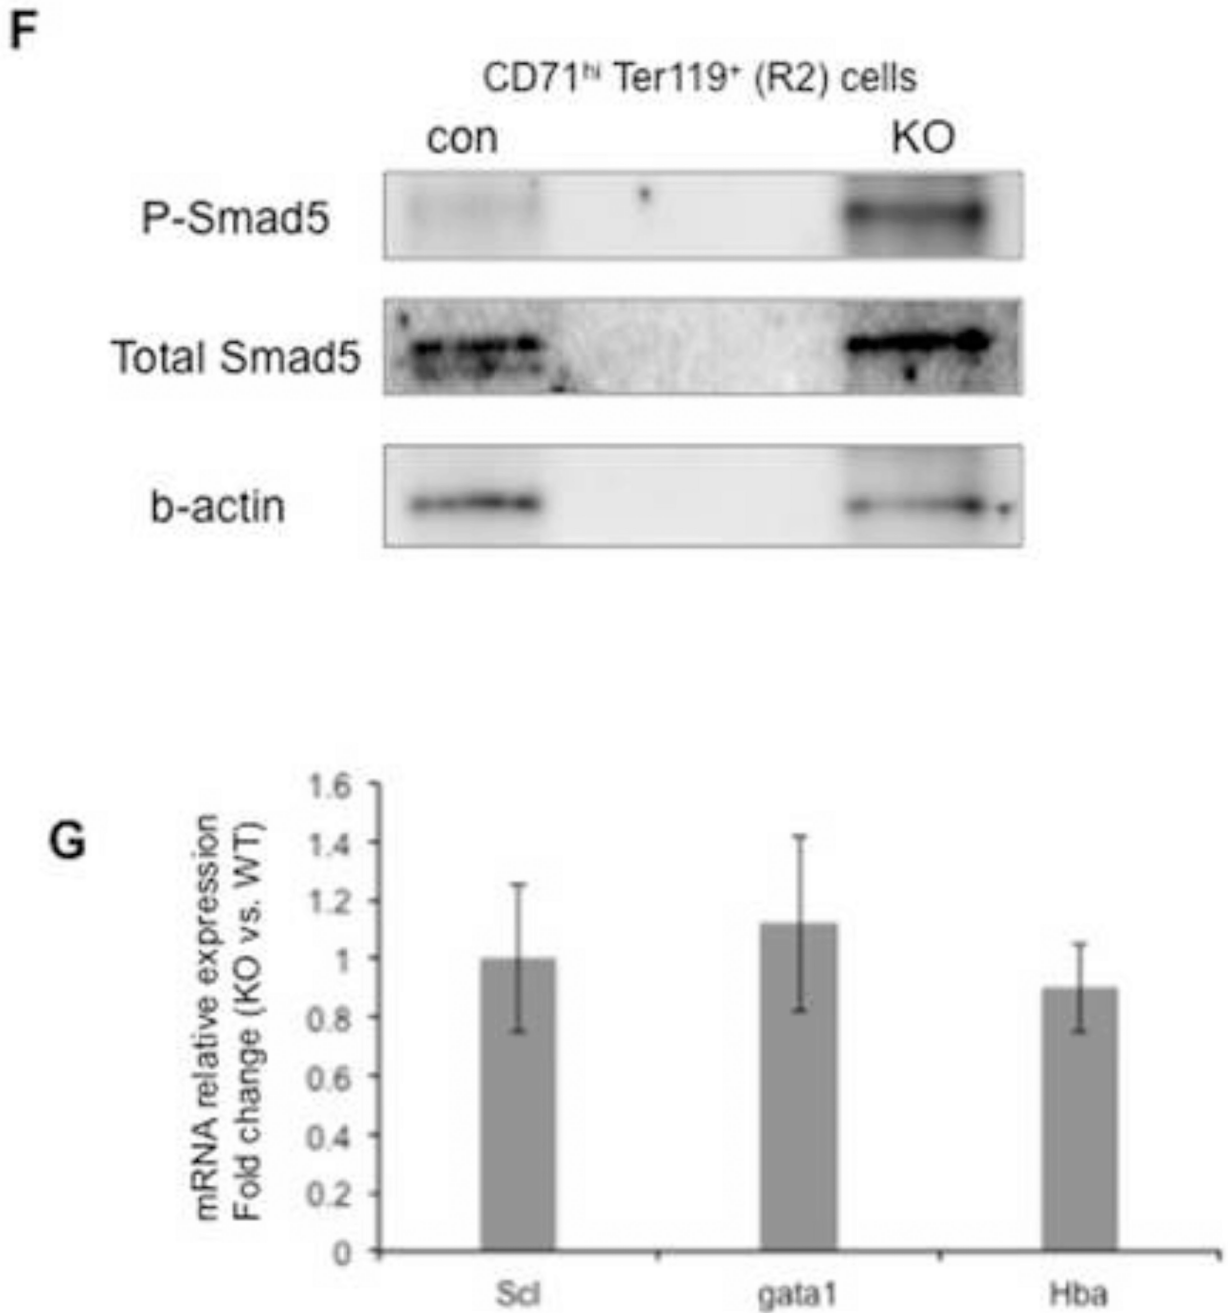 F
CD71ʰⁱ Ter119⁺ (R2) cells
con KO
P-Smad5
Total Smad5
b-actin
G
mRNA relative expression
Fold change (KO vs. WT)
1.6
1.4
1.2
1
0.8
0.6
0.4
0.2
0
Scl gata1 Hba